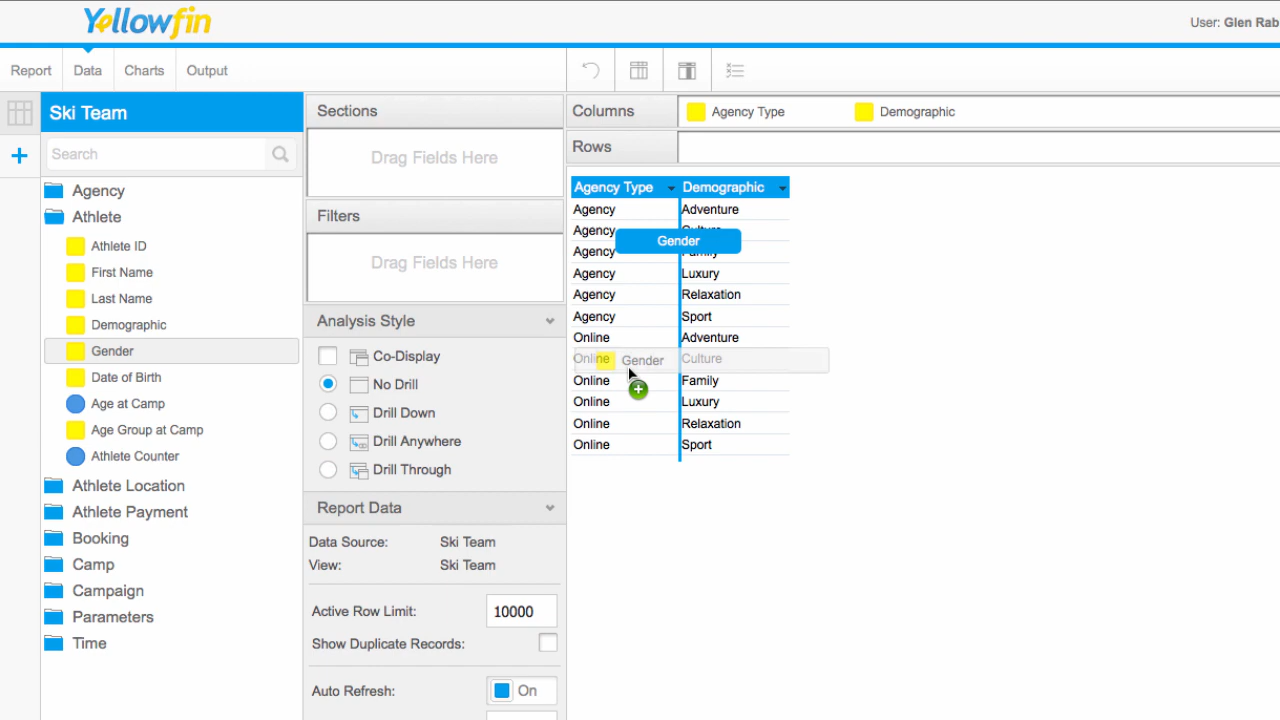 Yellowfin
User: Glen Rab
Report Data Charts Output
Ski Team
Search
Agency
Athlete
Athlete ID
First Name
Last Name
Demographic
Gender
Date of Birth
Age at Camp
Age Group at Camp
Athlete Counter
Athlete Location
Athlete Payment
Booking
Camp
Campaign
Parameters
Time
Sections
Drag Fields Here
Filters
Drag Fields Here
Analysis Style
Co-Display
No Drill
Drill Down
Drill Anywhere
Drill Through
Report Data
Data Source: Ski Team
View: Ski Team
Active Row Limit: 10000
Show Duplicate Records:
Auto Refresh: On
Columns Agency Type Demographic
Rows
Agency Type Demographic
Agency Adventure
Agency Culture
Gender
Agency Family
Agency Luxury
Agency Relaxation
Agency Sport
Online Adventure
Online Gender Culture
Online Family
Online Luxury
Online Relaxation
Online Sport